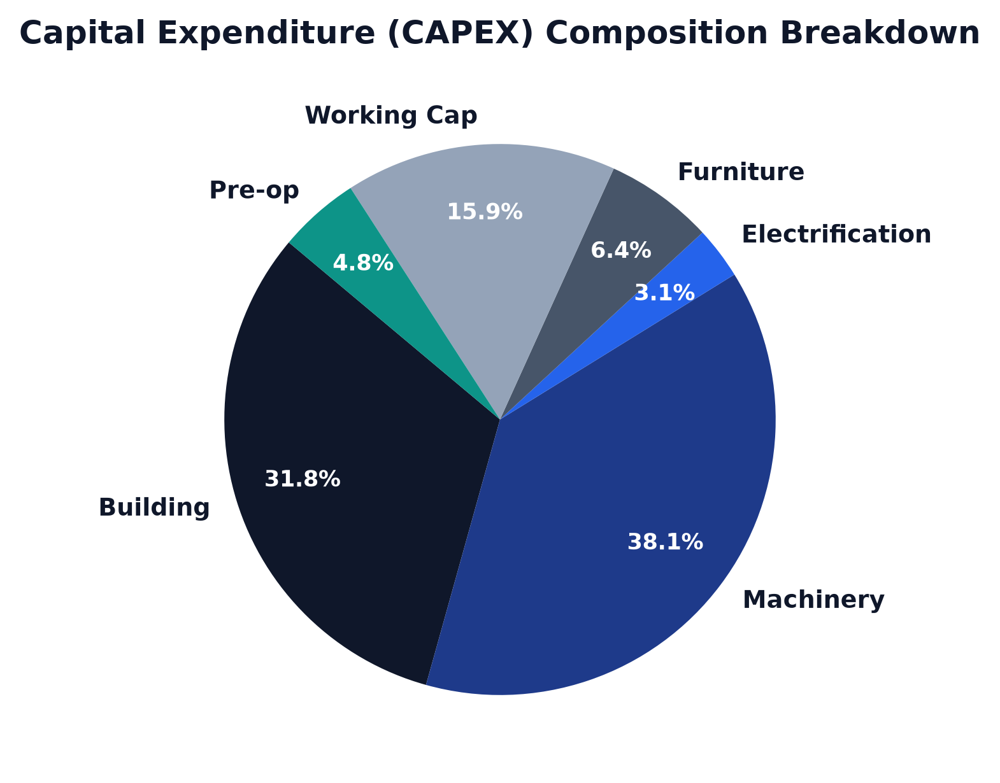 Capital Expenditure (CAPEX) Composition Breakdown
Working Cap
Furniture
Pre-op
Electrification
15.9%
6.4%
4.8%
3.1%
31.8%
Building
38.1%
Machinery